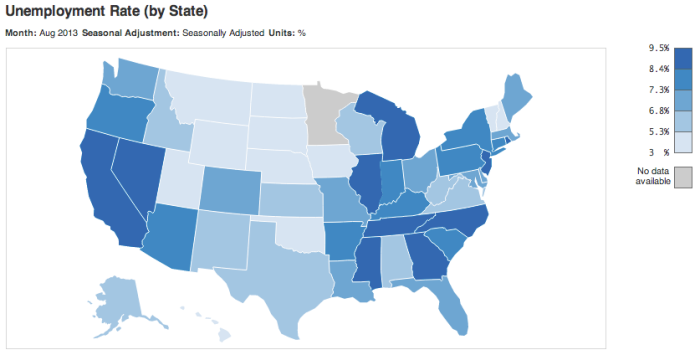 Unemployment Rate (by State)
Month: Aug 2013 Seasonal Adjustment: Seasonally Adjusted Units: %
9.5%
8.4%
7.3%
6.8%
5.3%
3 %
No data
available